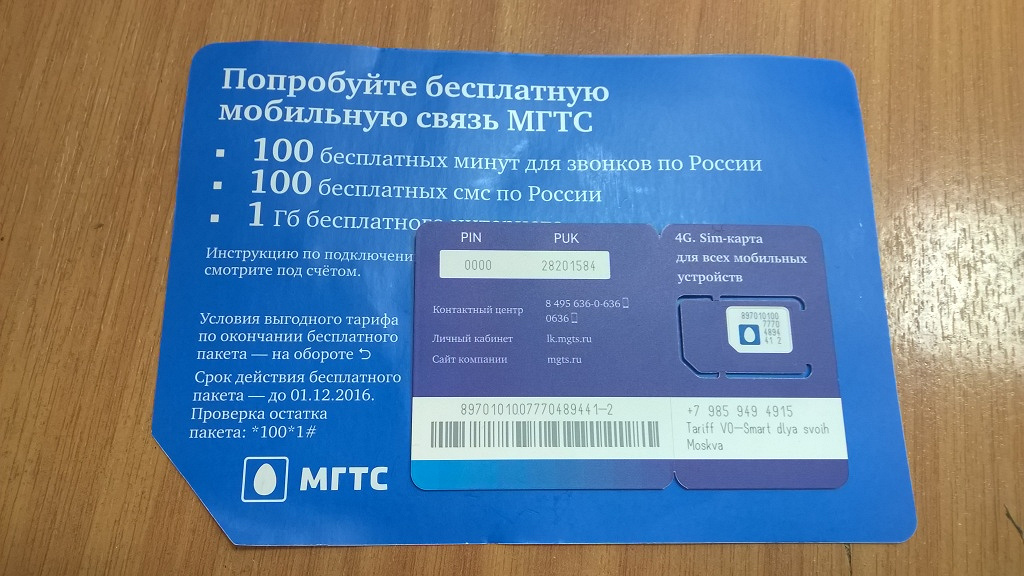 Попробуйте бесплатную
мобильную связь МГТС
▪ 100 бесплатных минут для звонков по России
▪ 100 бесплатных смс по России
▪ 1 Гб бесплатного
Инструкцию по подключени
смотрите под счётом.
Условия выгодного тарифа
по окончании бесплатного
пакета — на обороте
Срок действия бесплатного
пакета — до 01.12.2016.
Проверка остатка
пакета: *100*1#
МГТС
PIN PUK
0000 28201584
Контактный центр 8 495 636-0-636
0636
Личный кабинет lk.mgts.ru
Сайт компании mgts.ru
8970101007770489441-2
4G. Sim-карта
для всех мобильных
устройств
897010100
7770
4894
41 2
+7 985 949 4915
Tariff VO-Smart dlya svoih
Moskva